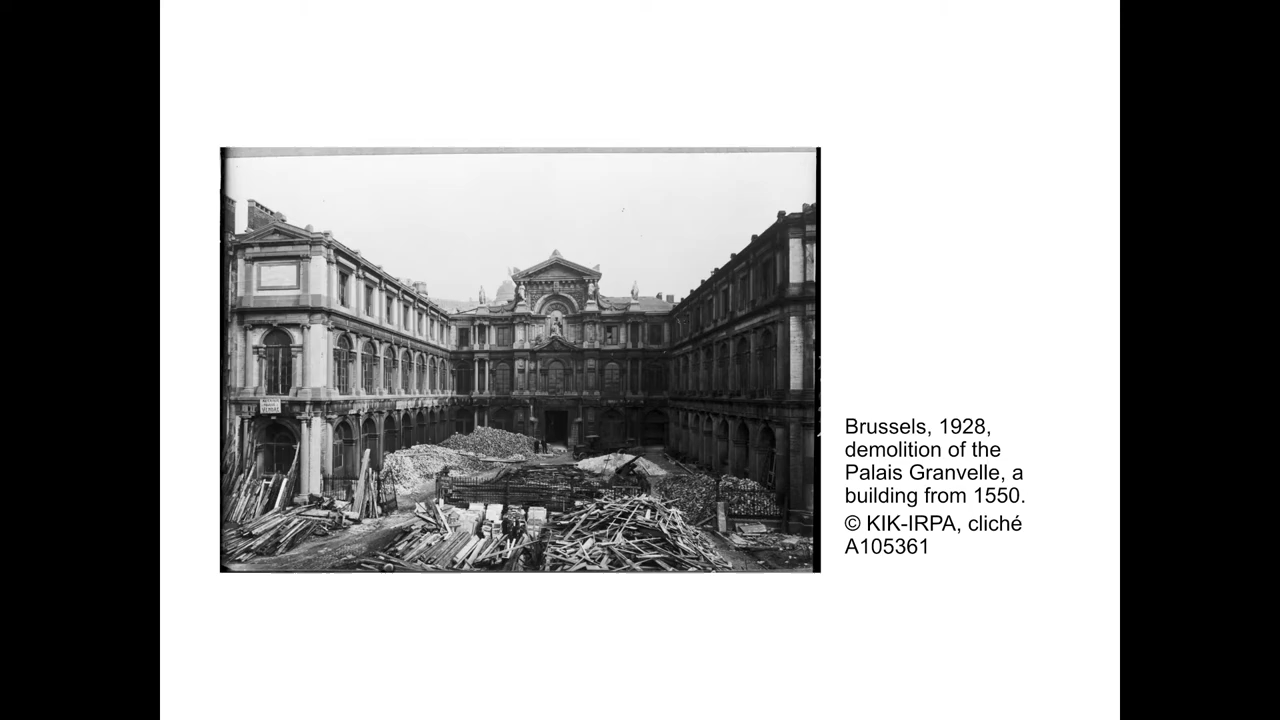 Brussels, 1928,
demolition of the
Palais Granvelle, a
building from 1550.
© KIK-IRPA, cliché
A105361